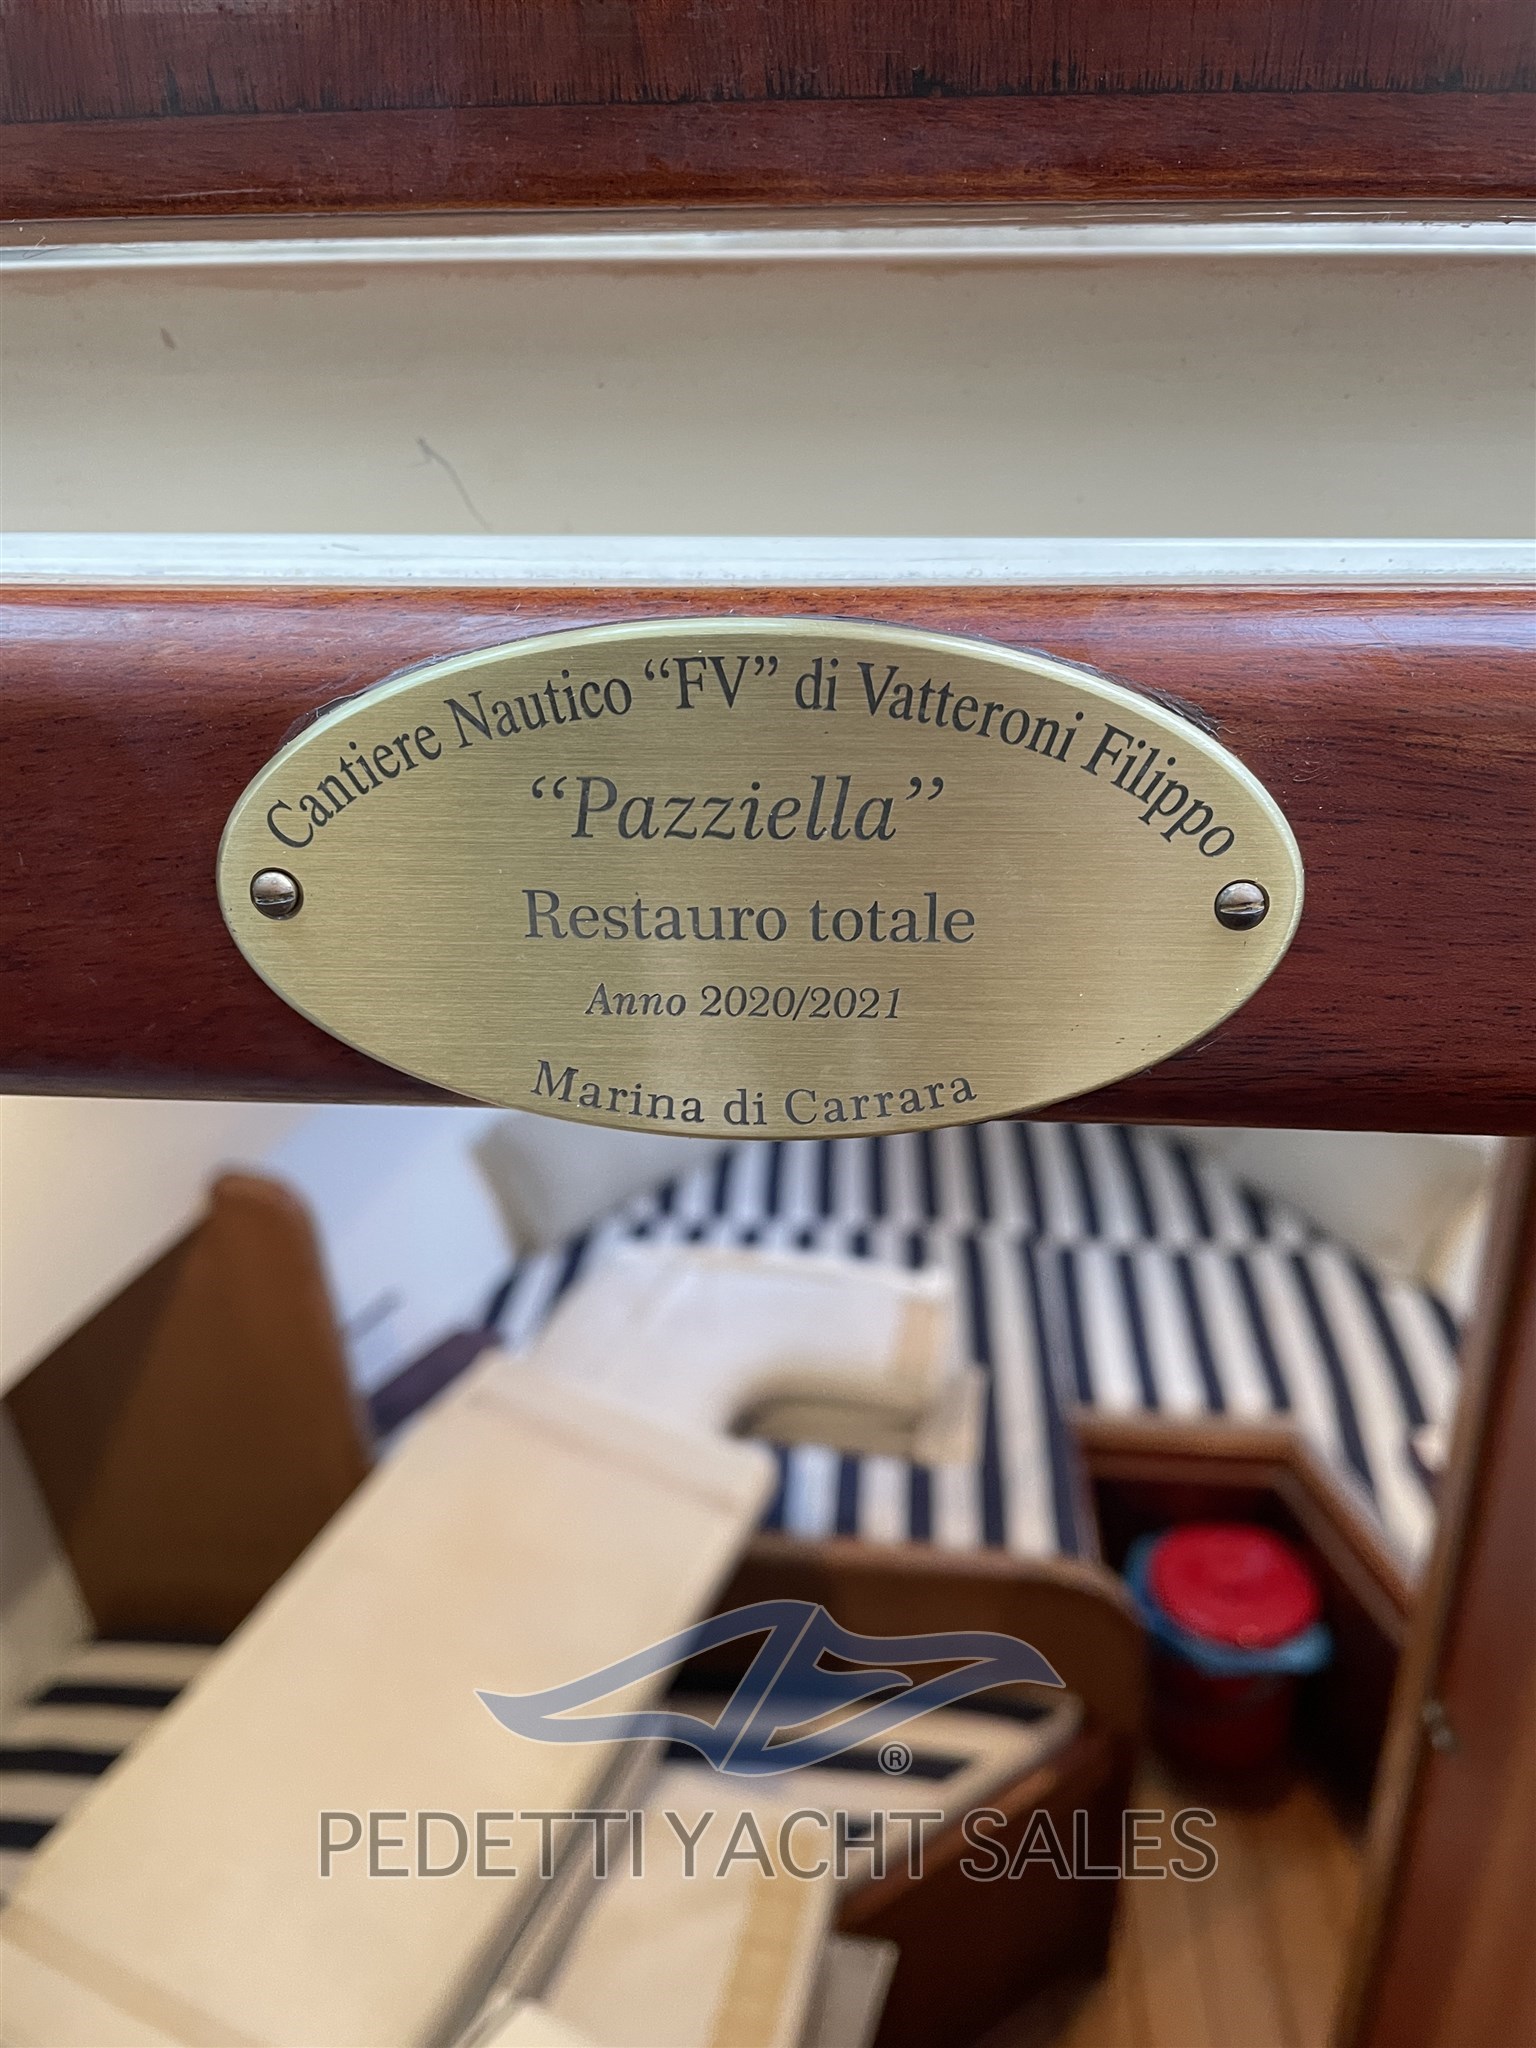 Cantiere Nautico “FV” di Vatteroni Filippo
“Pazziella”
Restauro totale
Anno 2020/2021
Marina di Carrara
®
PEDETTI YACHT SALES